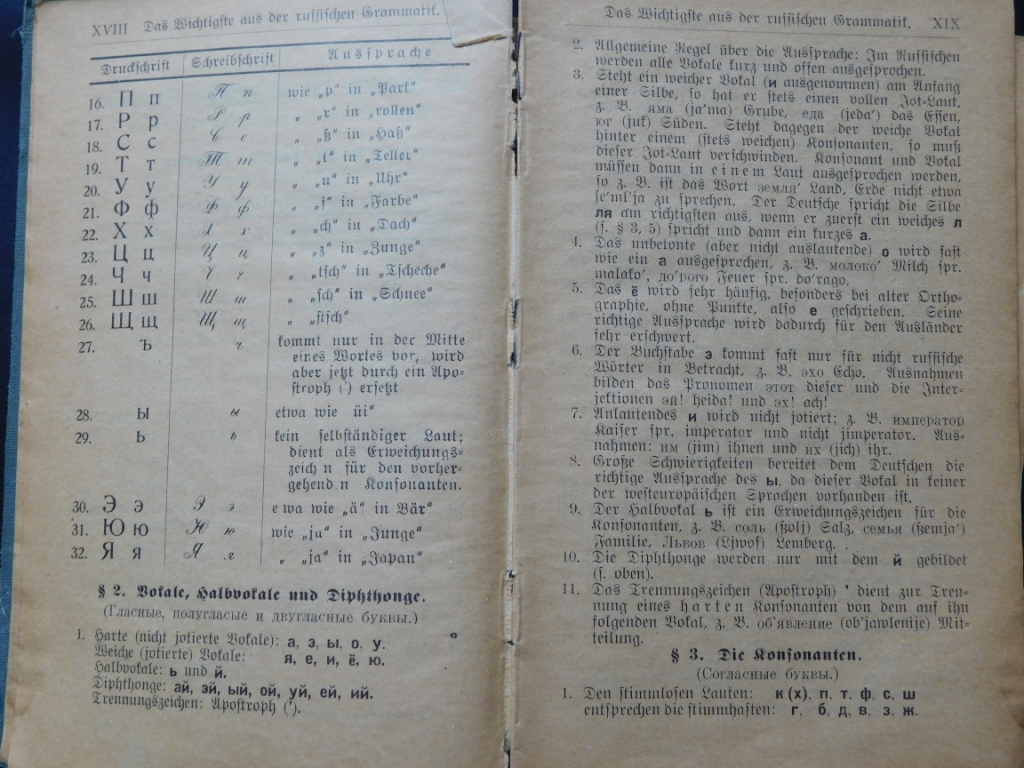 XVIII Das Wichtigste aus der russischen Grammatik.
Druckschrift Schreibschrift Aussprache
16. П п П п wie „p“ in „Park“
17. Р р Р р „ „r“ in „rollen“
18. С с С с „ „ß“ in „Haß“
19. Т т Т т „ „t“ in „Teller“
20. У у У у „ „u“ in „Uhr“
21. Ф ф Ф ф „ „f“ in „Farbe“
22. Х х Х х „ „ch“ in „Dach“
23. Ц ц Ц ц „ „z“ in „Zunge“
24. Ч ч Ч ч „ „tsch“ in „Tscheche“
25. Ш ш Ш ш „ „sch“ in „Schnee“
26. Щ щ Щ щ „ „stsch“
27. Ъ ъ kommt nur in der Mitte
eines Wortes vor, wird
aber jetzt durch ein Apo-
stroph (') ersetzt
28. ы ы etwa wie üi“
29. ь ь kein selbständiger Laut;
dient als Erweichungs-
zeich n für den vorher-
gehend n Konsonanten.
30. Э э Э э e wa wie „ä“ in Bär“
31. Ю ю Ю ю wie „ju“ in „Junge“
32. Я я Я я „ „ja“ in „Japan“
§ 2. Vokale, Halbvokale und Diphthonge.
(Гласные, полугласые и двугласные буквы.)
1. Harte (nicht jotierte Vokale): а, э, ы, о, у.
Weiche (jotierte) Vokale: я, е, и, ё, ю.
Halbvokale: ь und й.
Diphthonge: ай, эй, ый, ой, уй, ей, ий.
Trennungszeichen: Apostroph (').
Das Wichtigste aus der russischen Grammatik. XIX
2. Allgemeine Regel über die Aussprache: Im Russischen
werden alle Vokale kurz und offen ausgesprochen.
3. Steht ein weicher Vokal (и ausgenommen) am Anfang
einer Silbe, so hat er stets einen vollen Jot-Laut,
z. B. яма (ja'ma) Grube, еда (jeda') das Essen,
юг (juk) Süden. Steht dagegen der weiche Vokal
hinter einem (stets weichen) Konsonanten, so muß
dieser Jot-Laut verschwinden. Konsonant und Vokal
müssen dann in einem Laut ausgesprochen werden,
so z. B. ist das Wort земля' Land, Erde nicht etwa
se'ml'ja zu sprechen. Der Deutsche spricht die Silbe
ля am richtigsten aus, wenn er zuerst ein weiches л
(s. § 3, 5) spricht und dann ein kurzes а.
4. Das unbetonte (aber nicht auslautende) о wird fast
wie ein а ausgesprochen, z. B. молоко' Milch spr.
malako', до'рого Feuer spr. do'rago.
5. Das ё wird sehr häufig, besonders bei alter Ortho-
graphie, ohne Punkte, also е geschrieben. Seine
richtige Aussprache wird dadurch für den Ausländer
sehr erschwert.
6. Der Buchstabe э kommt fast nur für nicht russische
Wörter in Betracht, z. B. эхо Echo. Ausnahmen
bilden das Pronomen этот dieser und die Inter-
jektionen эй! heida! und эх! ach!
7. Anlautendes и wird nicht jotiert; z. B. император
Kaiser spr. imperator und nicht jimperator. Aus-
nahmen: им (jim) ihnen und их (jich) ihr.
8. Große Schwierigkeiten bereitet dem Deutschen die
richtige Aussprache des ы, da dieser Vokal in keiner
der westeuropäischen Sprachen vorhanden ist.
9. Der Halbvokal ь ist ein Erweichungszeichen für die
Konsonanten, z. B. соль (ßolj) Salz, семья (ßemja')
Familie, Львов (Ljwof) Lemberg.
10. Die Diphthonge werden nur mit dem й gebildet
(s. oben).
11. Das Trennungszeichen (Apostroph) ' dient zur Tren-
nung eines harten Konsonanten von dem auf ihn
folgenden Vokal, z. B. об'явление (ob'jawlenije) Mit-
teilung.
§ 3. Die Konsonanten.
(Согласные буквы.)
1. Den stimmlosen Lauten: к (х), п, т, ф, с, ш
entsprechen die stimmhaften: г, б, д, в, з, ж.